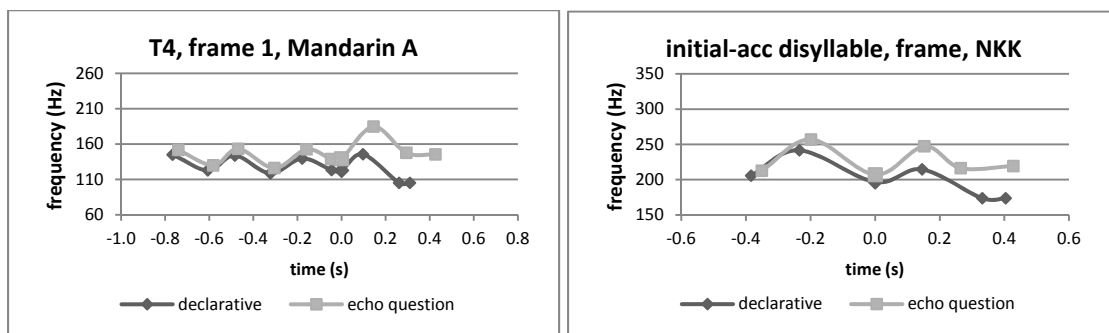 T4, frame 1, Mandarin A
260
210
160
110
60
frequency (Hz)
-1.0 -0.8 -0.6 -0.4 -0.2 0.0 0.2 0.4 0.6 0.8
time (s)
declarative echo question
initial-acc disyllable, frame, NKK
350
300
250
200
150
frequency (Hz)
-0.6 -0.4 -0.2 0.0 0.2 0.4 0.6
time (s)
declarative echo question